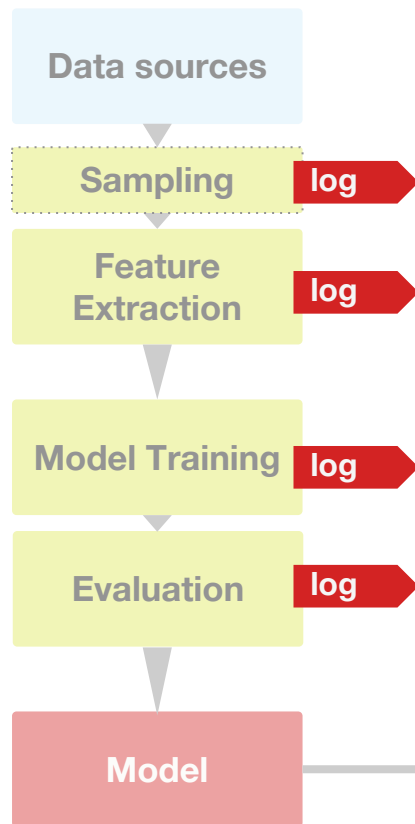 Data sources
Sampling
log
Feature
Extraction
log
Model Training
log
Evaluation
log
Model